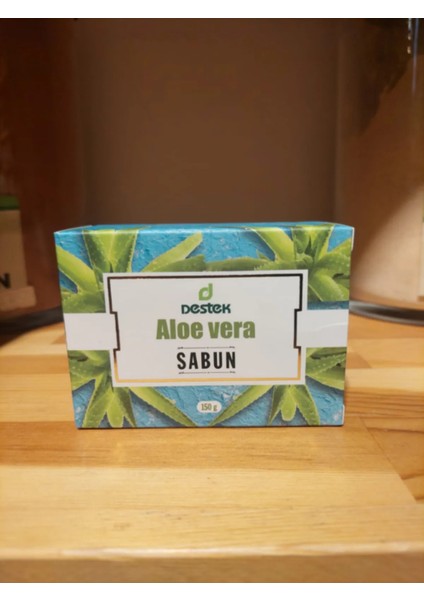 Destek
Aloe vera
SABUN
150 g